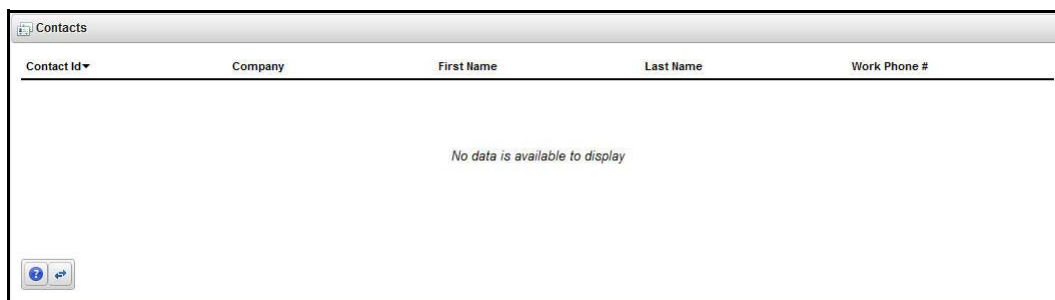 Contacts
Contact Id Company First Name Last Name Work Phone #
No data is available to display